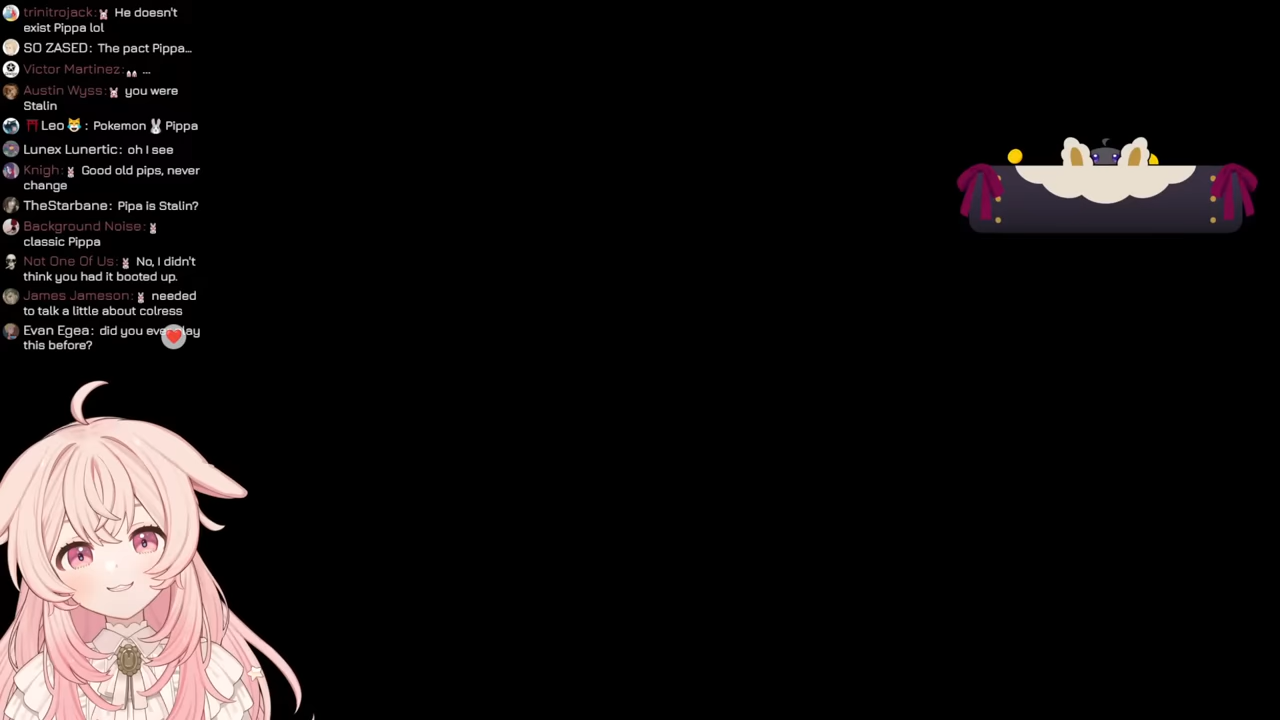 trinitrojack: He doesn't
exist Pippa lol
SO ZASED: The pact Pippa...
Victor Martinez: ...
Austin Wyss: you were
Stalin
Leo: Pokemon Pippa
Lunex Lunertic: oh I see
Knigh: Good old pips, never
change
TheStarbane: Pipa is Stalin?
Background Noise:
classic Pippa
Not One Of Us: No, I didn't
think you had it booted up.
James Jameson: needed
to talk a little about colress
Evan Egea: did you
this before?